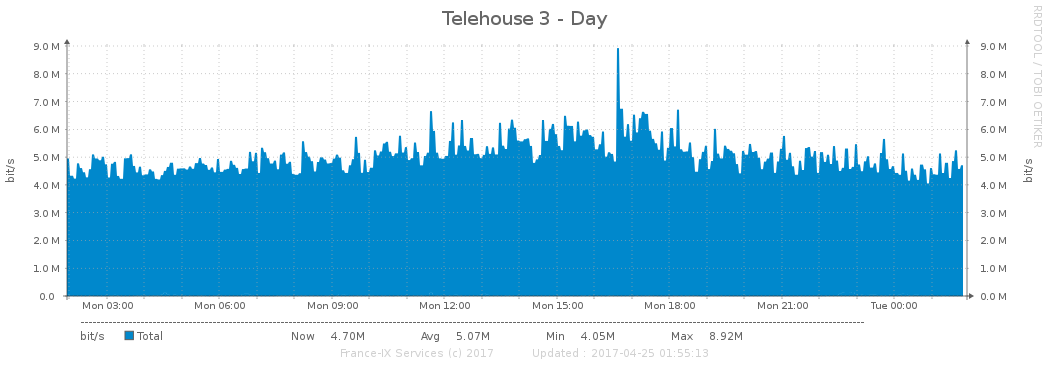 Telehouse 3 - Day
RRDTOOL / TOBI OETIKER
bit/s
9.0 M 9.0 M
8.0 M 8.0 M
7.0 M 7.0 M
6.0 M 6.0 M
5.0 M 5.0 M
4.0 M 4.0 M
3.0 M 3.0 M
2.0 M 2.0 M
1.0 M 1.0 M
0.0 0.0 M
bit/s
Mon 03:00 Mon 06:00 Mon 09:00 Mon 12:00 Mon 15:00 Mon 18:00 Mon 21:00 Tue 00:00
bit/s Total Now 4.70M Avg 5.07M Min 4.05M Max 8.92M
France-IX Services (c) 2017 Updated : 2017-04-25 01:55:13